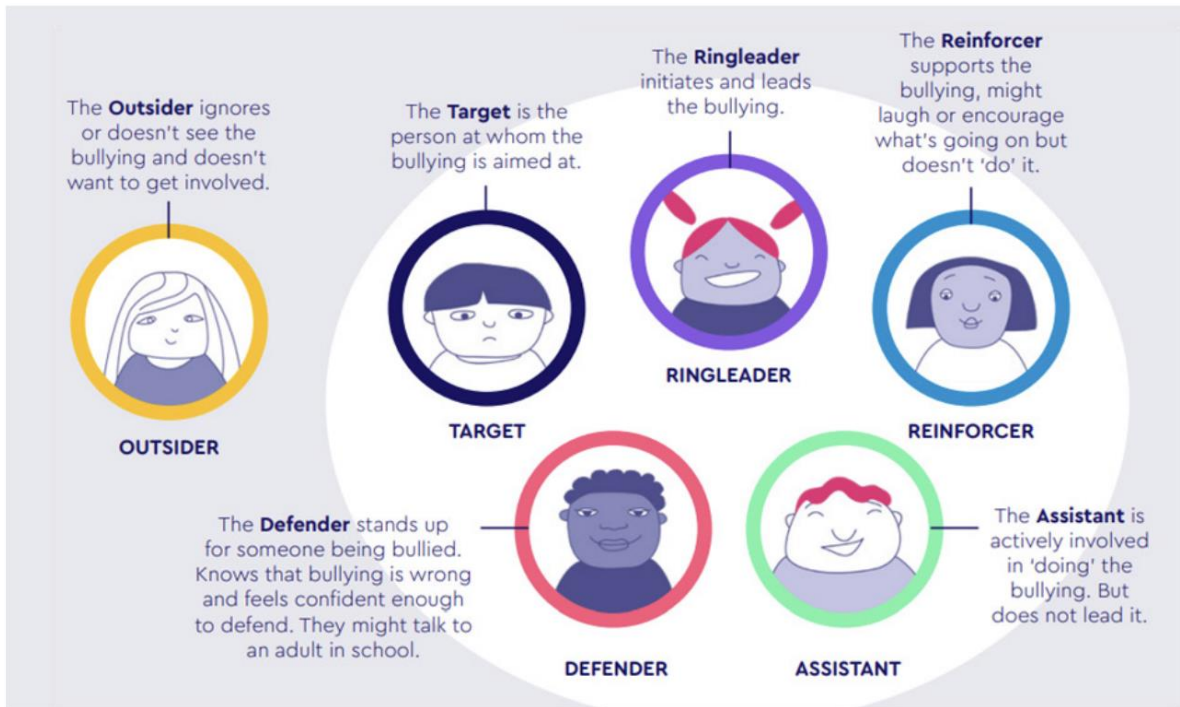 The Outsider ignores
or doesn't see the
bullying and doesn't
want to get involved.
OUTSIDER
The Target is the
person at whom the
bullying is aimed at.
TARGET
The Ringleader
initiates and leads
the bullying.
RINGLEADER
The Reinforcer
supports the
bullying, might
laugh or encourage
what's going on but
doesn't 'do' it.
REINFORCER
The Defender stands up
for someone being bullied.
Knows that bullying is wrong
and feels confident enough
to defend. They might talk to
an adult in school.
DEFENDER
The Assistant is
actively involved
in 'doing' the
bullying. But
does not lead it.
ASSISTANT